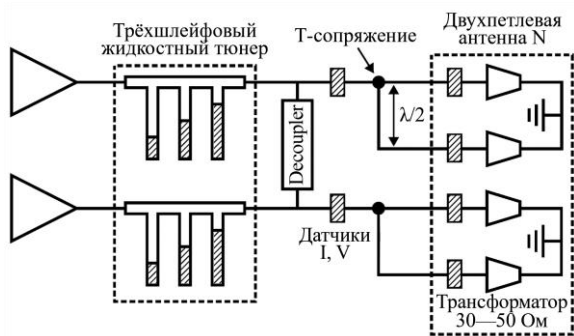 Трёхшлейфовый
жидкостный тюнер
Т-сопряжение
Двухпетлевая
антенна N
λ/2
Decoupler
Датчики
I, V
Трансформатор
30—50 Ом